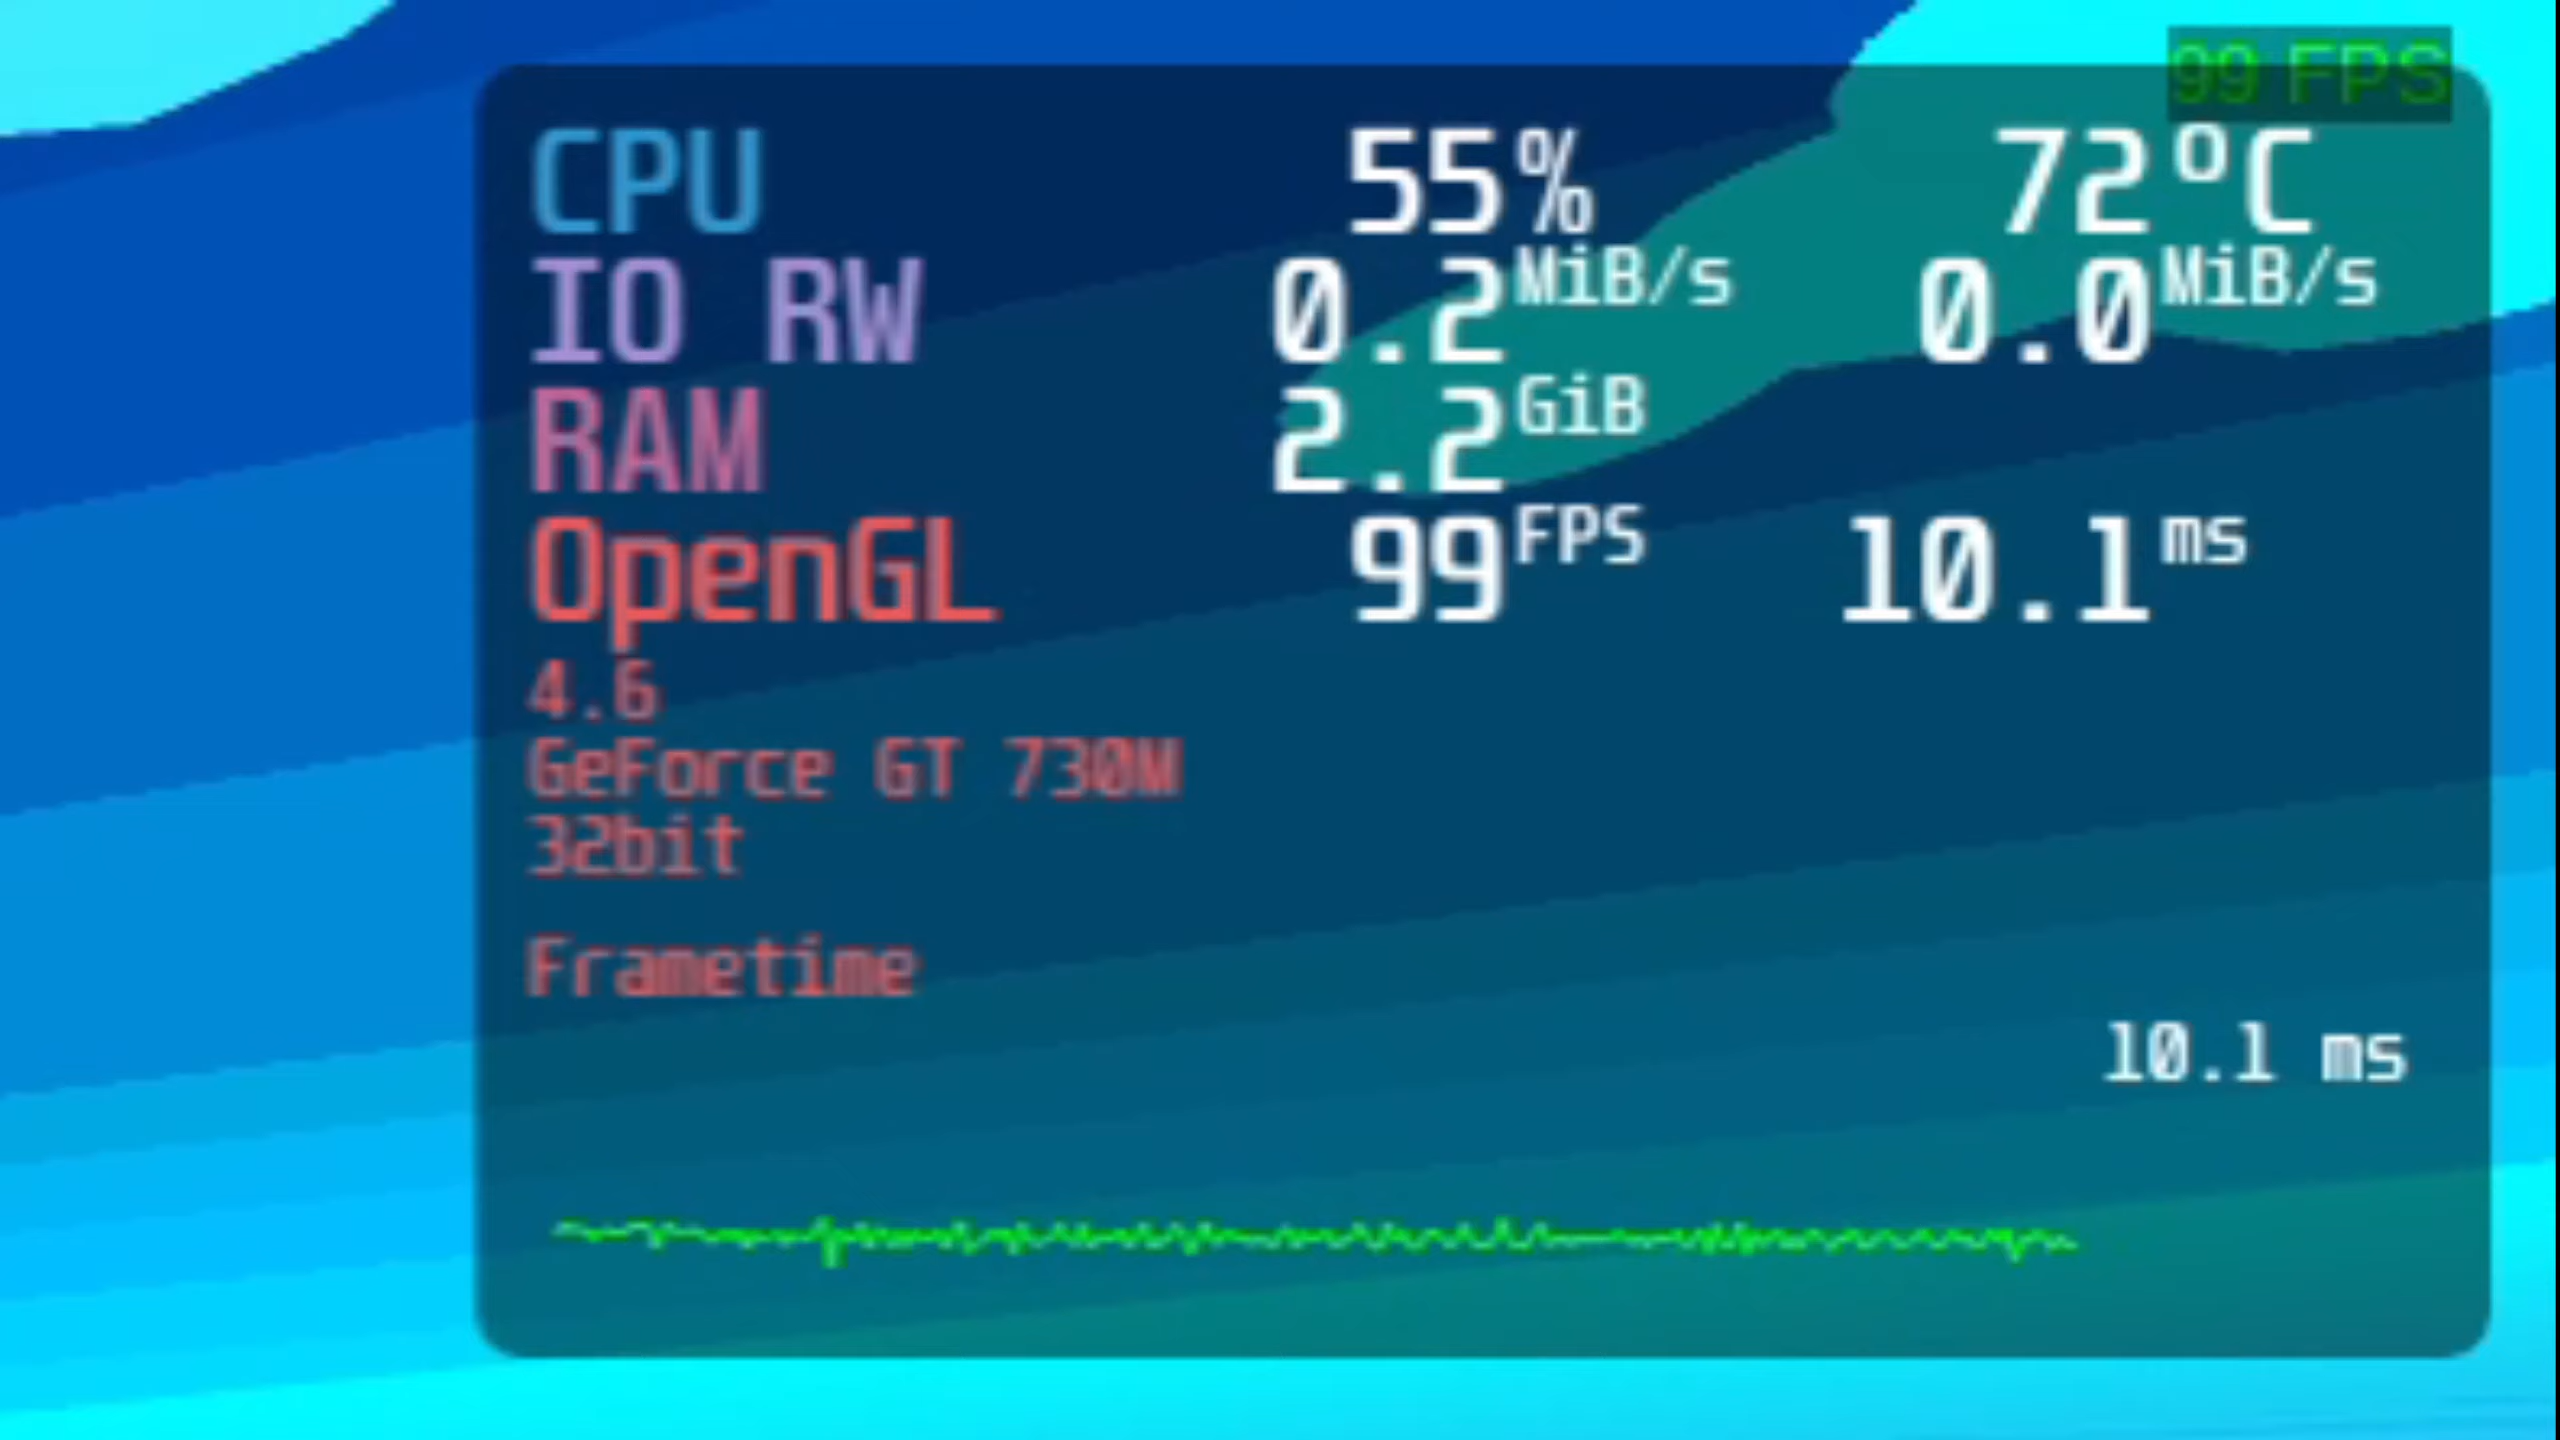 99 FPS
CPU 55% 72°C
IO RW 0.2MiB/s 0.0MiB/s
RAM 2.2GiB
OpenGL 99FPS 10.1ms
4.6
GeForce GT 730M
32bit
Frametime
10.1 ms